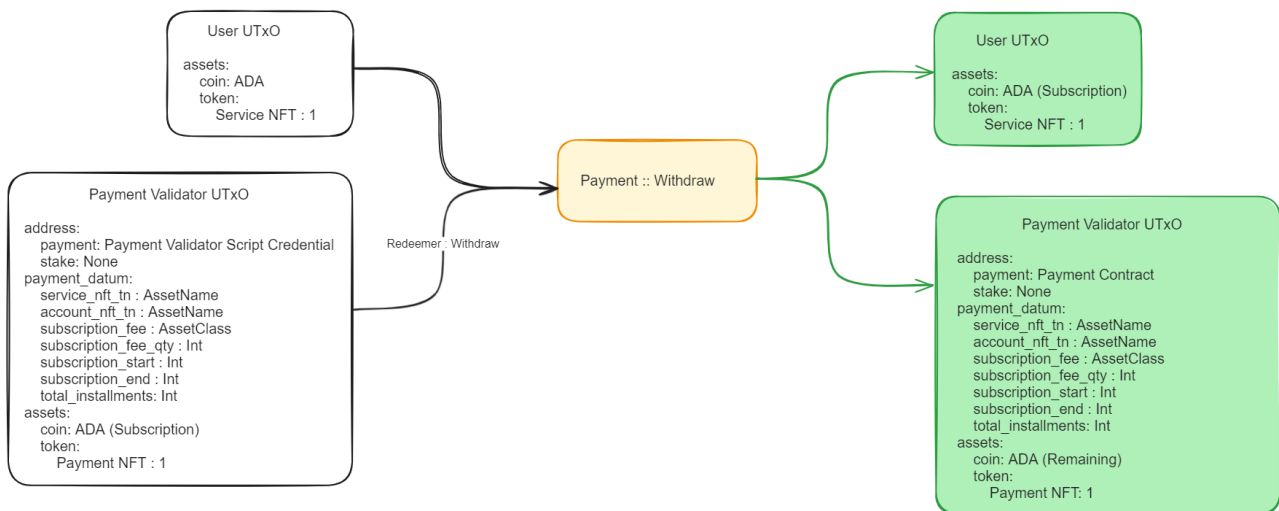 User UTxO
assets:
coin: ADA
token:
Service NFT : 1
Payment Validator UTxO
address:
payment: Payment Validator Script Credential
stake: None
payment_datum:
service_nft_tn : AssetName
account_nft_tn : AssetName
subscription_fee : AssetClass
subscription_fee_qty : Int
subscription_start : Int
subscription_end : Int
total_installments: Int
assets:
coin: ADA (Subscription)
token:
Payment NFT : 1
Redeemer : Withdraw
Payment :: Withdraw
User UTxO
assets:
coin: ADA (Subscription)
token:
Service NFT : 1
Payment Validator UTxO
address:
payment: Payment Contract
stake: None
payment_datum:
service_nft_tn : AssetName
account_nft_tn : AssetName
subscription_fee : AssetClass
subscription_fee_qty : Int
subscription_start : Int
subscription_end : Int
total_installments: Int
assets:
coin: ADA (Remaining)
token:
Payment NFT: 1